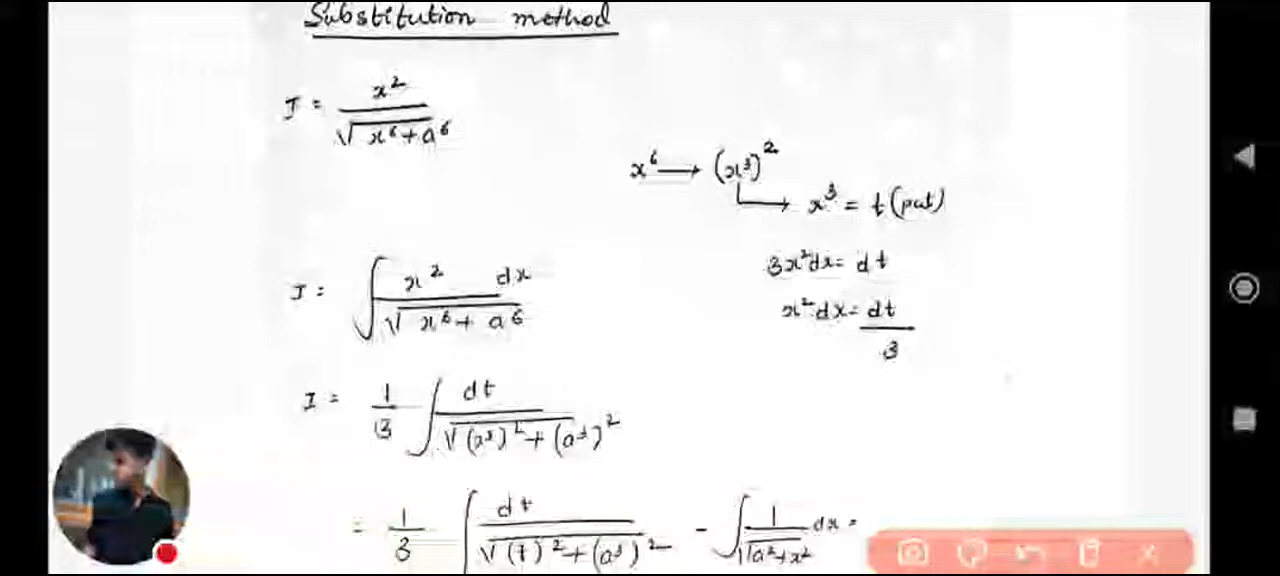 Substitution method
I = x²/√x⁶+a⁶
x⁶ → (x³)²
→ x³ = t (put)
3x²dx = dt
I = ∫ x² dx/√x⁶+a⁶
x²dx = dt/3
I = 1/3 ∫ dt/√(x³)²+(a³)²
= 1/3 ∫ dt/√(t)²+(a³)² - ∫ 1/√a²+x² dx =